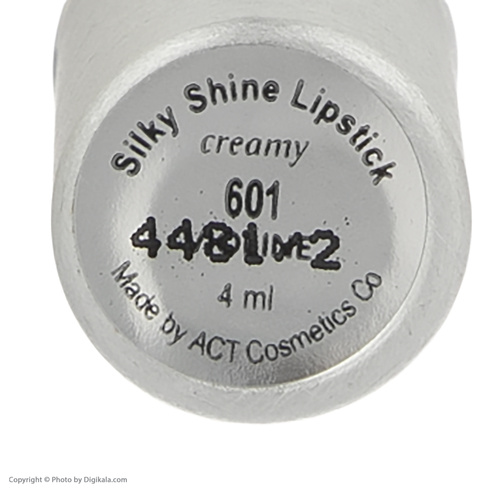 Silky Shine Lipstick
creamy
601
4 ml
Made by ACT Cosmetics Co
Copyright © Photo by Digikala.com